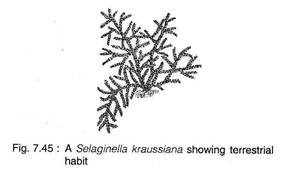 Fig. 7.45 : A Selaginella kraussiana showing terrestrial
habit